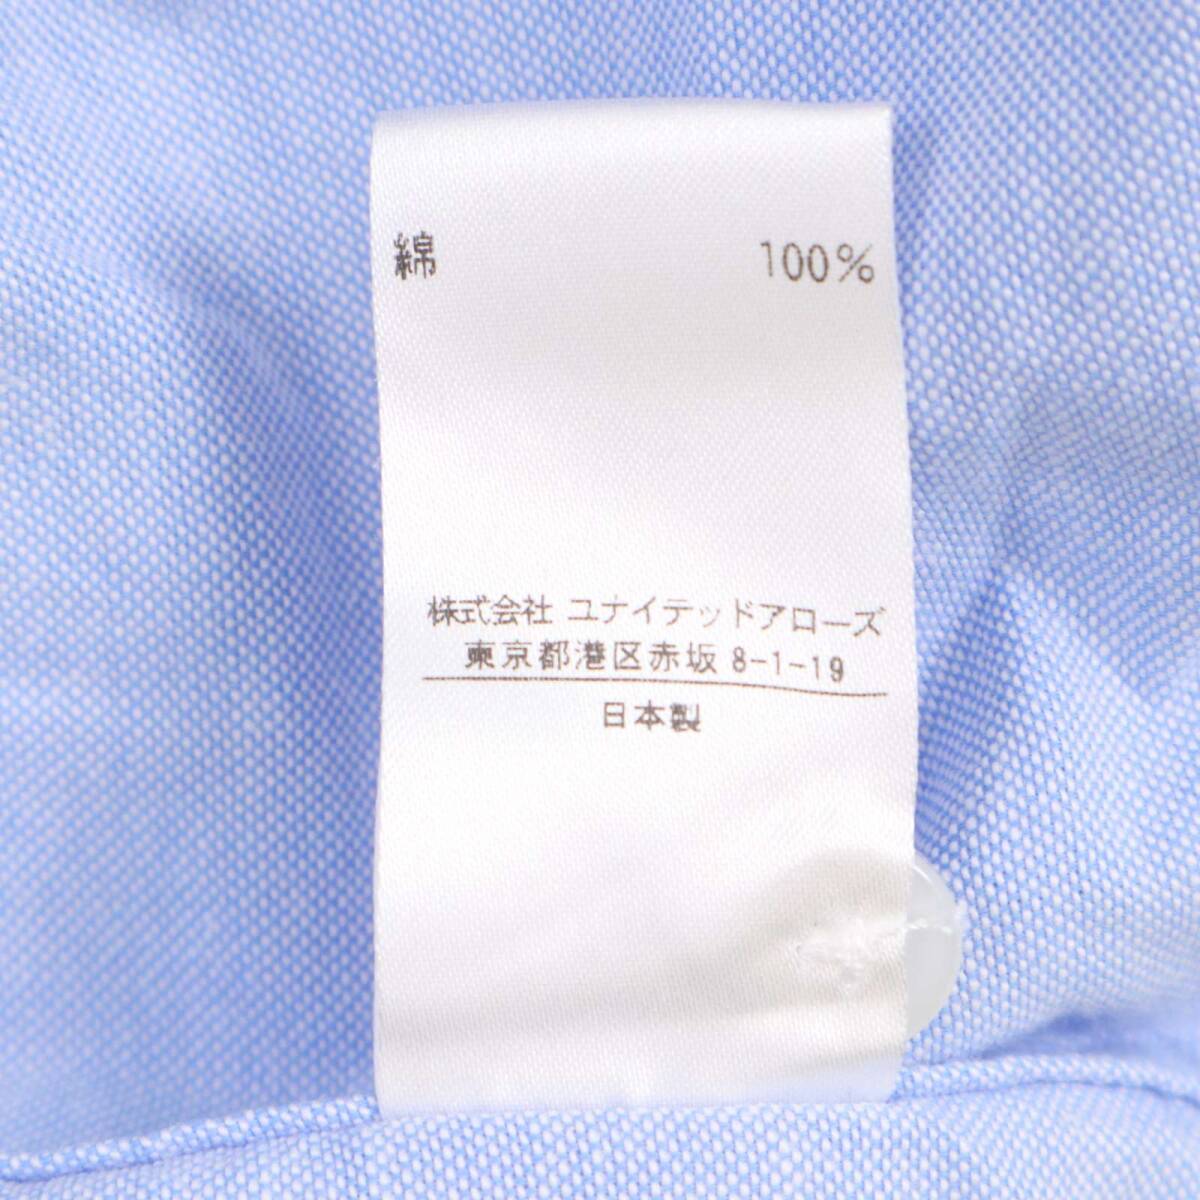 綿 100%
株式会社 ユナイテッドアローズ
東京都港区赤坂 8-1-19
日本製